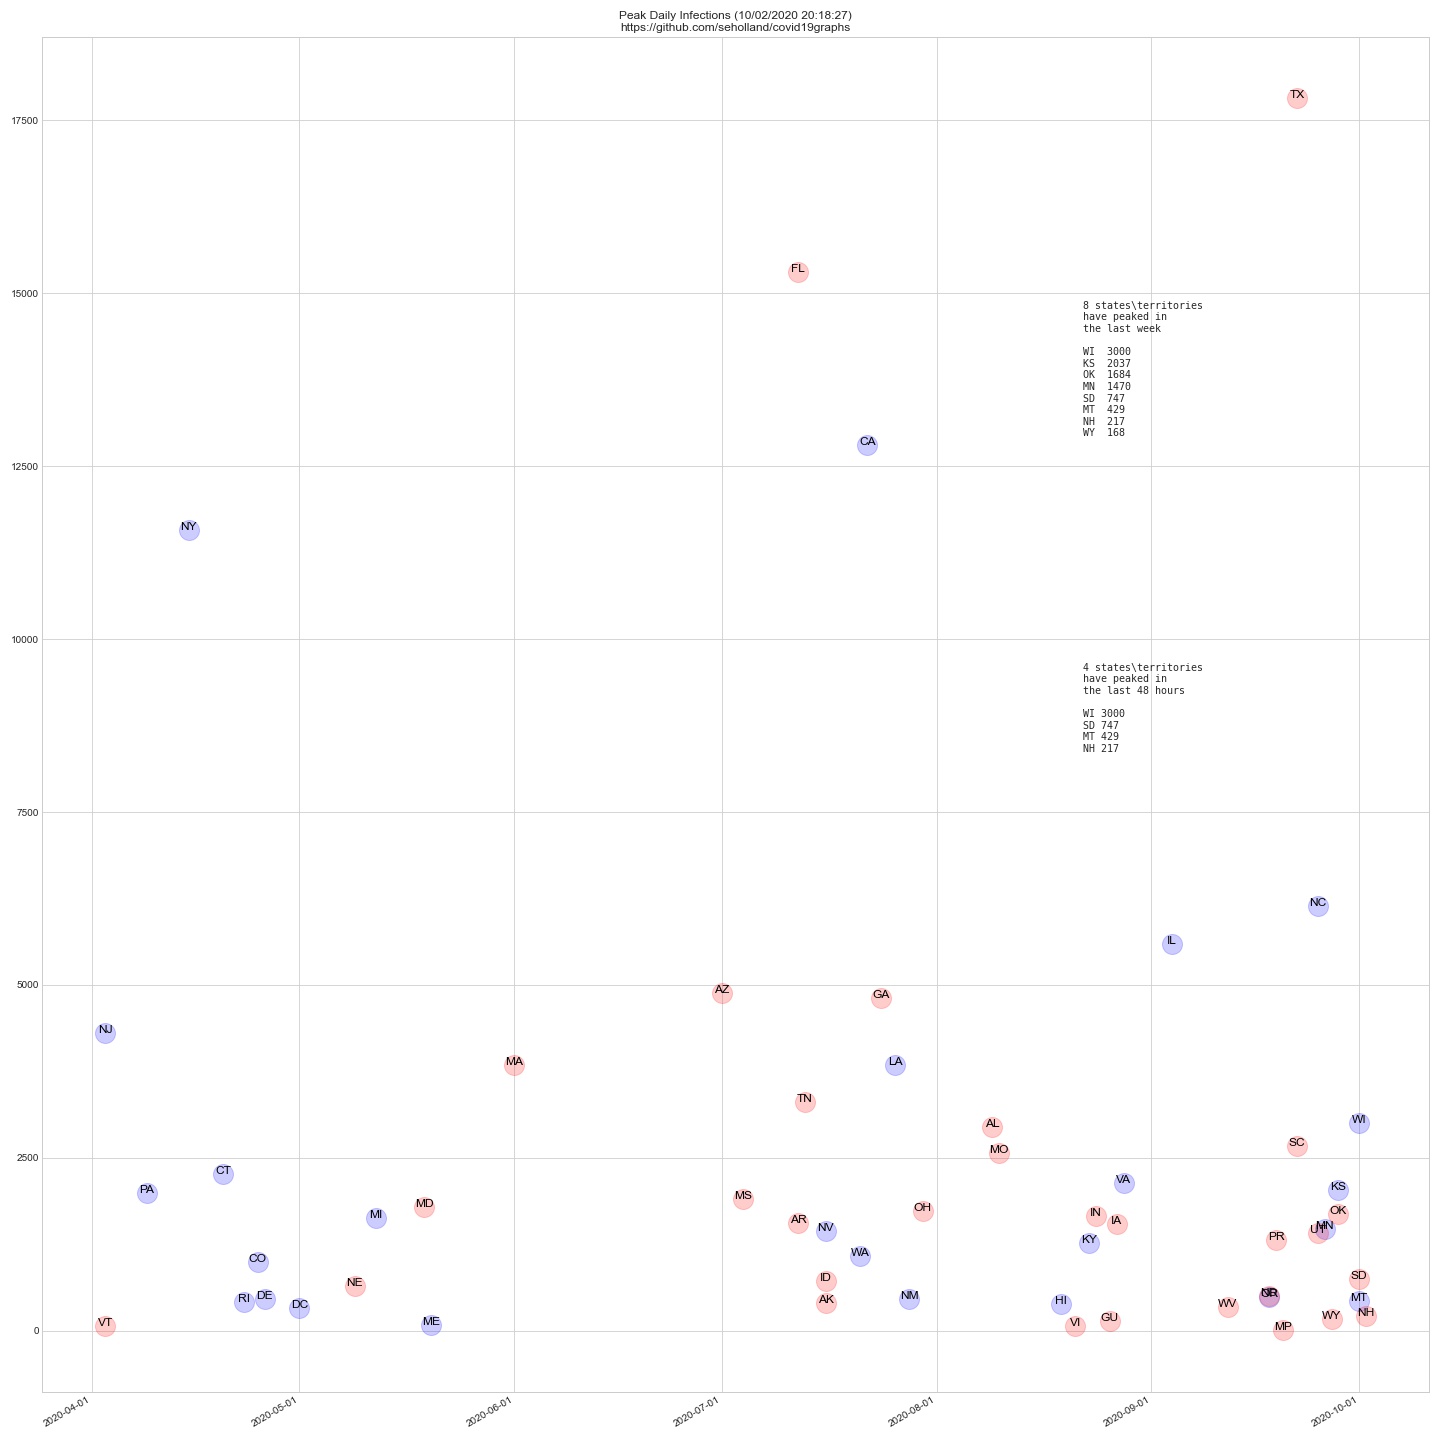 Peak Daily Infections (10/02/2020 20:18:27)
https://github.com/seholland/covid19graphs
17500
15000
12500
10000
7500
5000
2500
0
TX
FL
CA
NY
8 states\territories
have peaked in
the last week
WI 3000
KS 2037
OK 1684
MN 1470
SD 747
MT 429
NH 217
WY 168
4 states\territories
have peaked in
the last 48 hours
WI 3000
SD 747
MT 429
NH 217
NC
IL
AZ
GA
NJ
MA
LA
TN
AL
WI
MO
SC
CT
VA
PA
KS
MS
MD
OH
OK
MI
AR
IN
IA
NV
UT
MN
PR
KY
WA
CO
SD
ID
NE
NM
DE
RI
AK
MT
HI
DC
WV
NH
WY
GU
VT
ME
VI
MP
2020-04-01
2020-05-01
2020-06-01
2020-07-01
2020-08-01
2020-09-01
2020-10-01